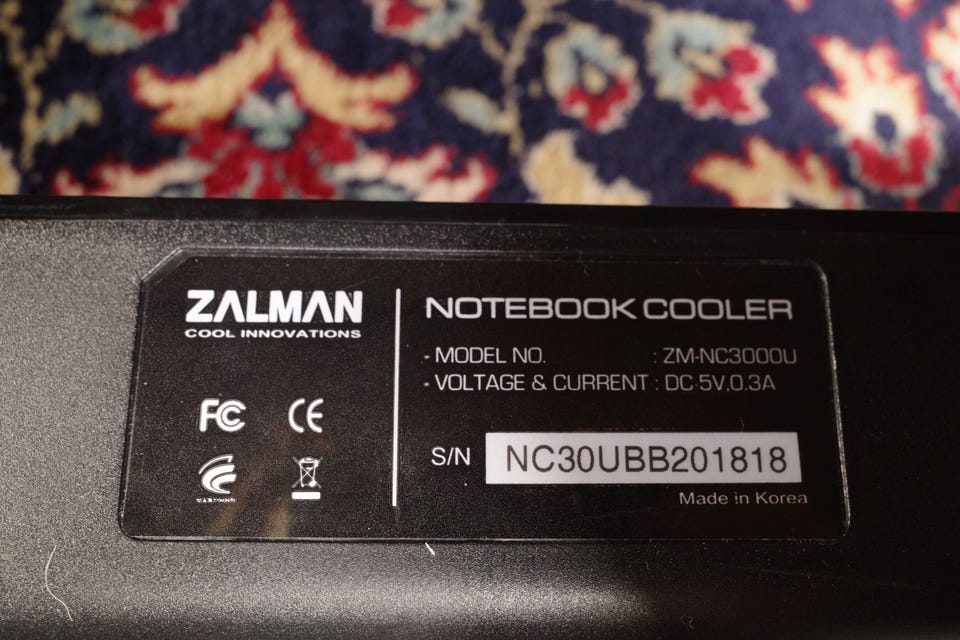 ZALMAN
COOL INNOVATIONS
FC CE
NOTEBOOK COOLER
- MODEL NO. : ZM-NC3000U
- VOLTAGE & CURRENT : DC 5V,0.3A
S/N NC30UBB201818
Made in Korea